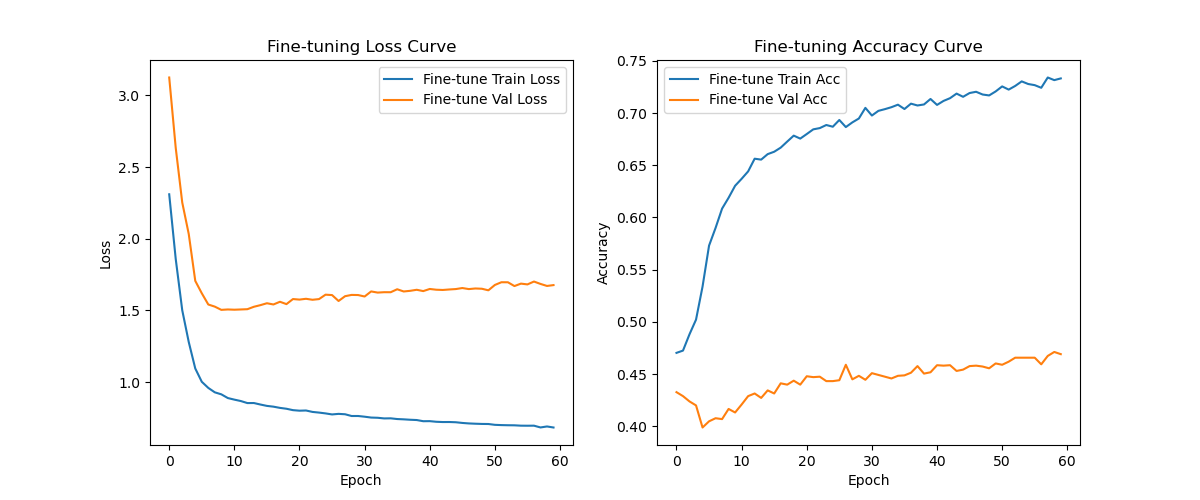 Fine-tuning Loss Curve
Fine-tune Train Loss
Fine-tune Val Loss
3.0
2.5
2.0
1.5
1.0
Loss
0 10 20 30 40 50 60
Epoch
Fine-tuning Accuracy Curve
Fine-tune Train Acc
Fine-tune Val Acc
0.75
0.70
0.65
0.60
0.55
0.50
0.45
0.40
Accuracy
0 10 20 30 40 50 60
Epoch